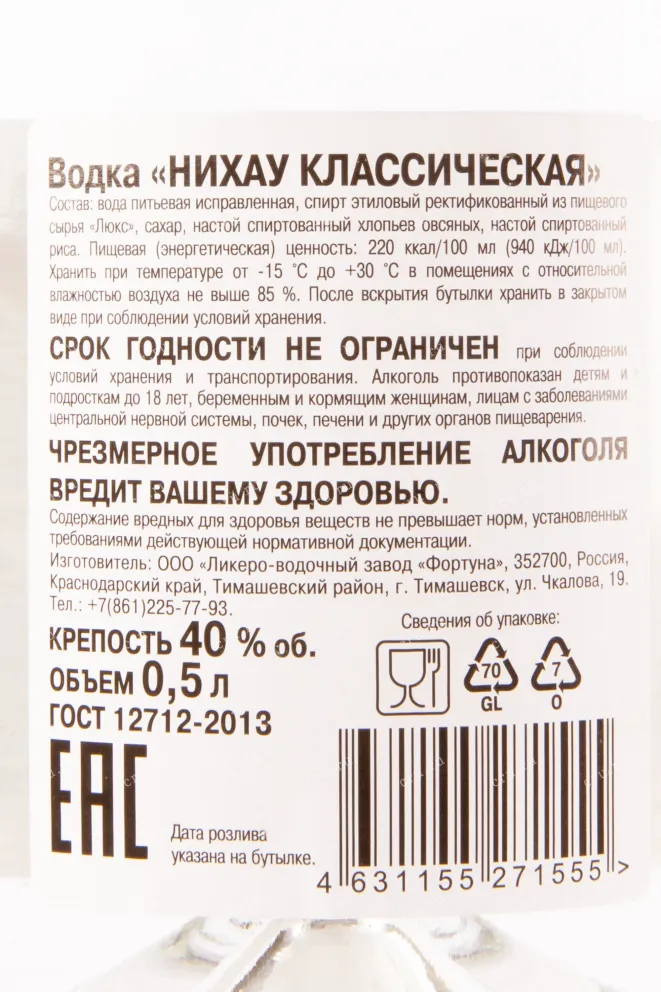 Водка «НИХАУ КЛАССИЧЕСКАЯ»
Состав: вода питьевая исправленная, спирт этиловый ректификованный из пищевого
сырья «Люкс», сахар, настой спиртованный хлопьев овсяных, настой спиртованный
риса. Пищевая (энергетическая) ценность: 220 ккал/100 мл (940 кДж/100 мл).
Хранить при температуре от -15 °С до +30 °С в помещениях с относительной
влажностью воздуха не выше 85 %. После вскрытия бутылки хранить в закрытом
виде при соблюдении условий хранения.
СРОК ГОДНОСТИ НЕ ОГРАНИЧЕН при соблюдении
условий хранения и транспортирования. Алкоголь противопоказан детям и
подросткам до 18 лет, беременным и кормящим женщинам, лицам с заболеваниями
центральной нервной системы, почек, печени и других органов пищеварения.
ЧРЕЗМЕРНОЕ УПОТРЕБЛЕНИЕ АЛКОГОЛЯ
ВРЕДИТ ВАШЕМУ ЗДОРОВЬЮ.
Содержание вредных для здоровья веществ не превышает норм, установленных
требованиями действующей нормативной документации.
Изготовитель: ООО «Ликеро-водочный завод «Фортуна», 352700, Россия,
Краснодарский край, Тимашевский район, г. Тимашевск, ул. Чкалова, 19.
Тел.: +7(861)225-77-93.
Сведения об упаковке:
КРЕПОСТЬ 40 % об.
ОБЪЕМ 0,5 л
ГОСТ 12712-2013
70
GL
7
О
ЕАС
Дата розлива
указана на бутылке.
4 631155 271555 >